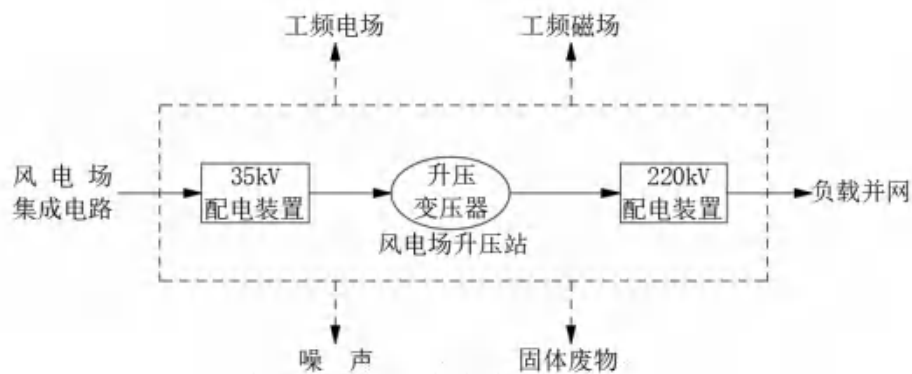 工频电场
工频磁场
风电场
集成电路
35kV
配电装置
升压
变压器
风电场升压站
220kV
配电装置
负载并网
噪声
固体废物